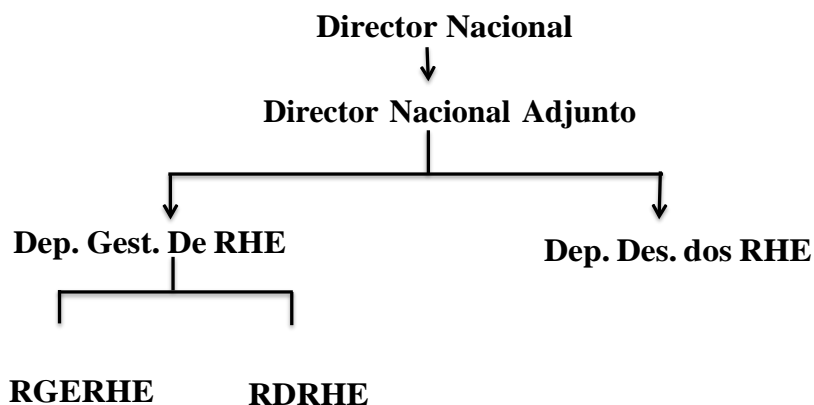 Director Nacional
Director Nacional Adjunto
Dep. Gest. De RHE
Dep. Des. dos RHE
RGERHE
RDRHE